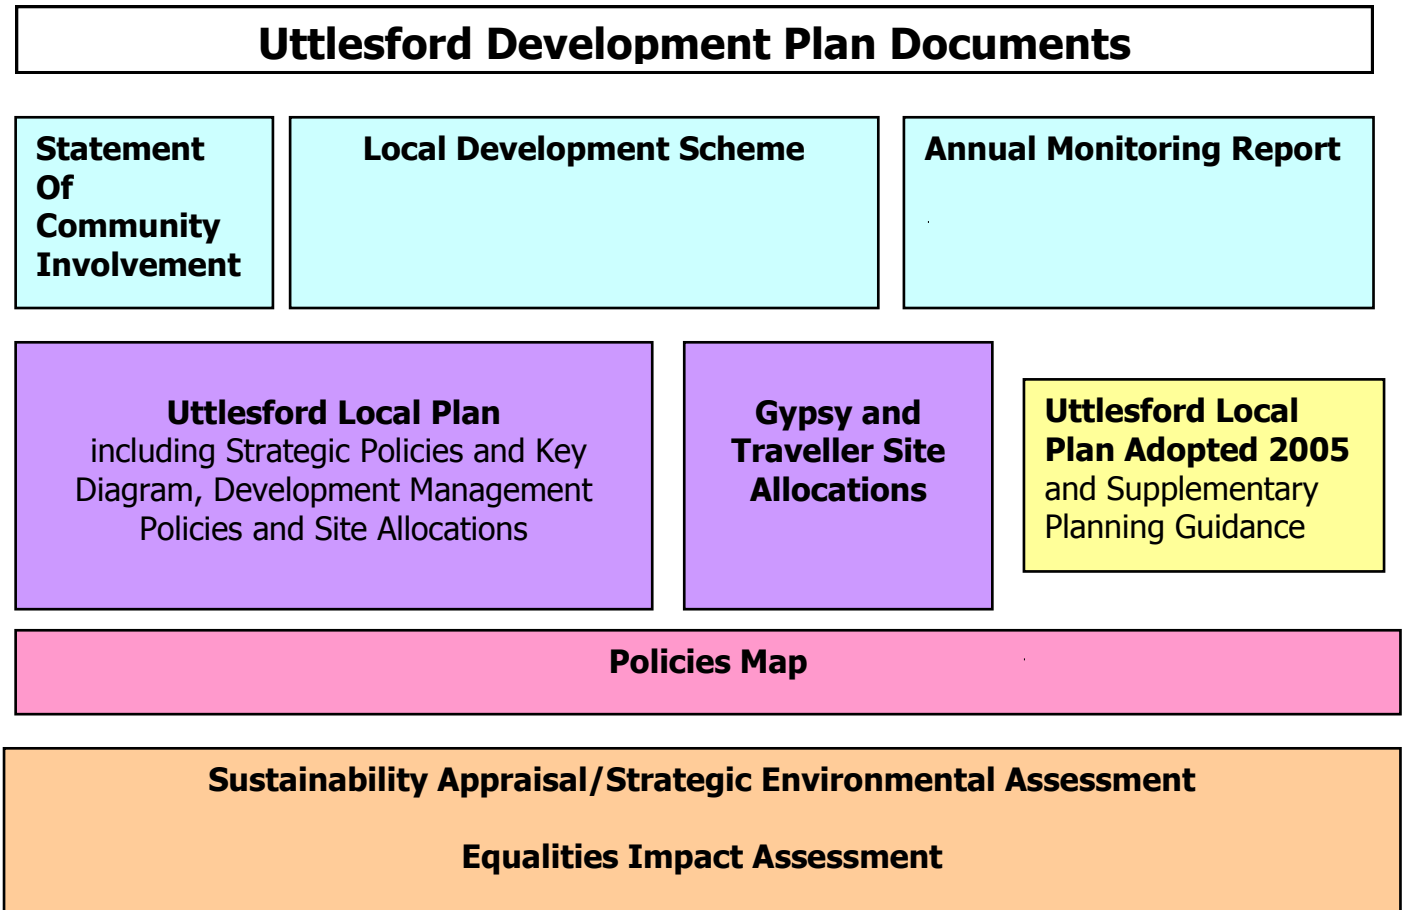 Uttlesford Development Plan Documents
Statement
Of
Community
Involvement
Local Development Scheme
Annual Monitoring Report
Uttlesford Local Plan
including Strategic Policies and Key
Diagram, Development Management
Policies and Site Allocations
Gypsy and
Traveller Site
Allocations
Uttlesford Local
Plan Adopted 2005
and Supplementary
Planning Guidance
Policies Map
Sustainability Appraisal/Strategic Environmental Assessment
Equalities Impact Assessment